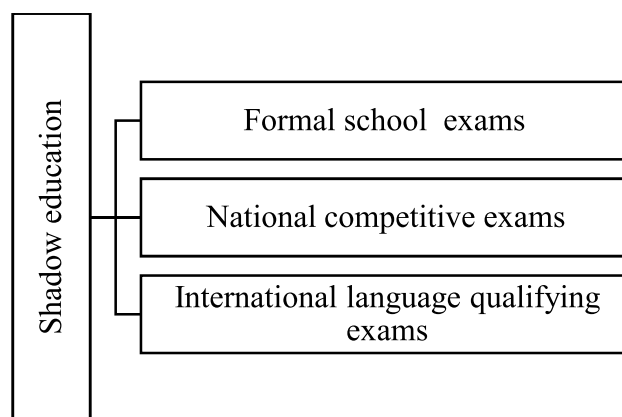 Shadow education
Formal school  exams
National competitive exams
International language qualifying
exams